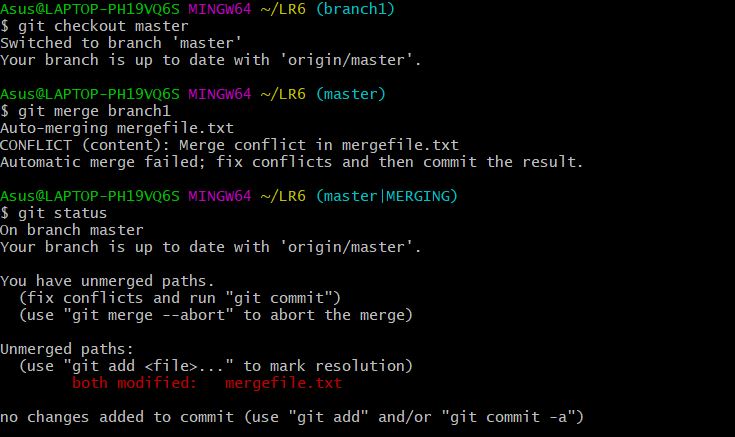 Asus@LAPTOP-PH19VQ6S MINGW64 ~/LR6 (branch1)
$ git checkout master
Switched to branch 'master'
Your branch is up to date with 'origin/master'.
Asus@LAPTOP-PH19VQ6S MINGW64 ~/LR6 (master)
$ git merge branch1
Auto-merging mergefile.txt
CONFLICT (content): Merge conflict in mergefile.txt
Automatic merge failed; fix conflicts and then commit the result.
Asus@LAPTOP-PH19VQ6S MINGW64 ~/LR6 (master|MERGING)
$ git status
On branch master
Your branch is up to date with 'origin/master'.
You have unmerged paths.
  (fix conflicts and run "git commit")
  (use "git merge --abort" to abort the merge)
Unmerged paths:
  (use "git add <file>..." to mark resolution)
        both modified:   mergefile.txt
no changes added to commit (use "git add" and/or "git commit -a")